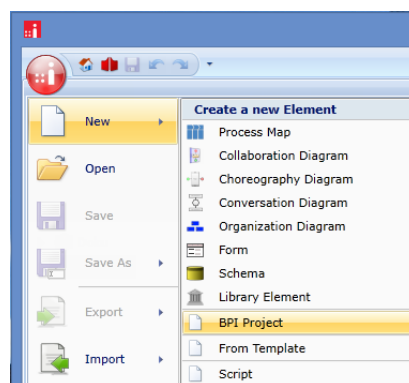 New
Open
Save
Save As
Export
Import
Create a new Element
Process Map
Collaboration Diagram
Choreography Diagram
Conversation Diagram
Organization Diagram
Form
Schema
Library Element
BPI Project
From Template
Script